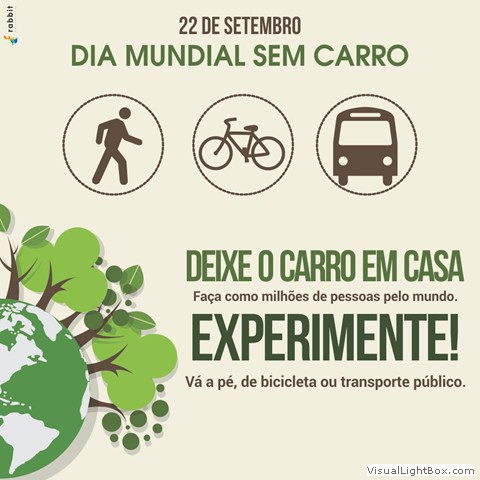 rabbit
22 DE SETEMBRO
DIA MUNDIAL SEM CARRO
DEIXE O CARRO EM CASA
Faça como milhões de pessoas pelo mundo.
EXPERIMENTE!
Vá a pé, de bicicleta ou transporte público.
VisualLightBox.com